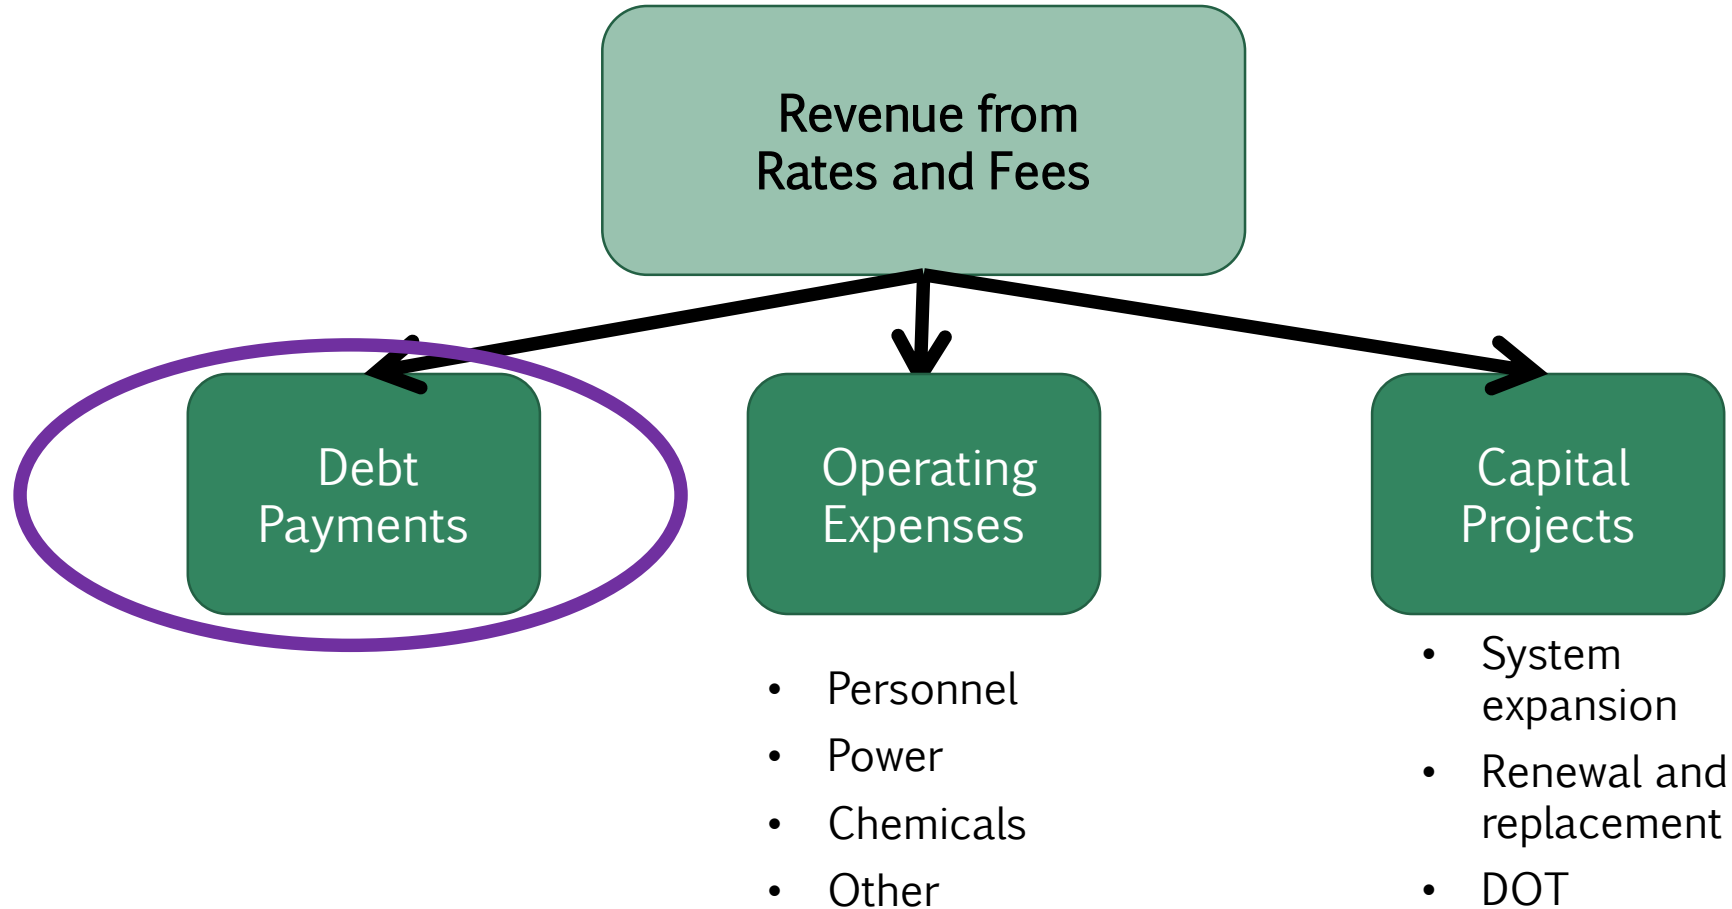 Revenue from
Rates and Fees
Debt
Payments
Operating
Expenses
Capital
Projects
• Personnel
• Power
• Chemicals
• Other
• System
expansion
• Renewal and
replacement
• DOT